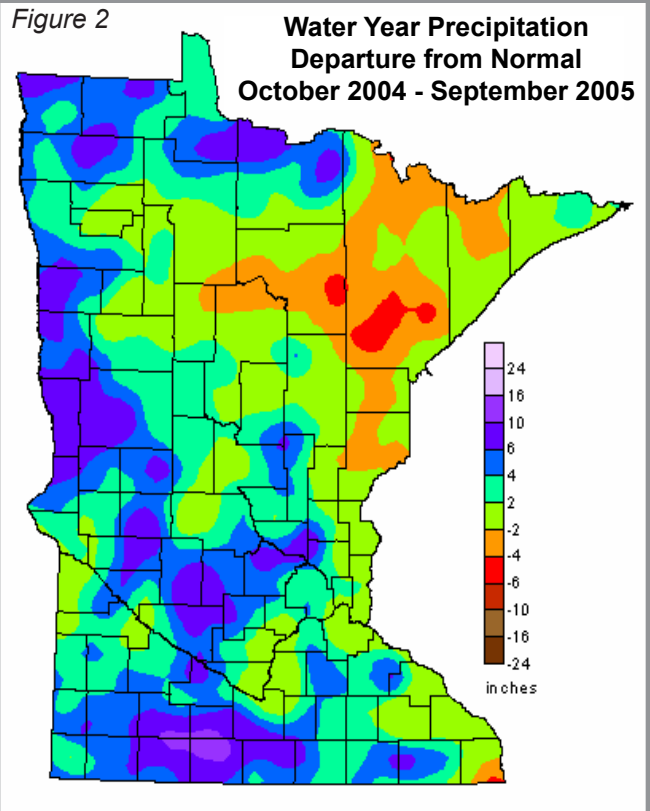 Figure 2
Water Year Precipitation
Departure from Normal
October 2004 - September 2005
24
16
10
6
4
2
-2
-4
-6
-10
-16
-24
inches